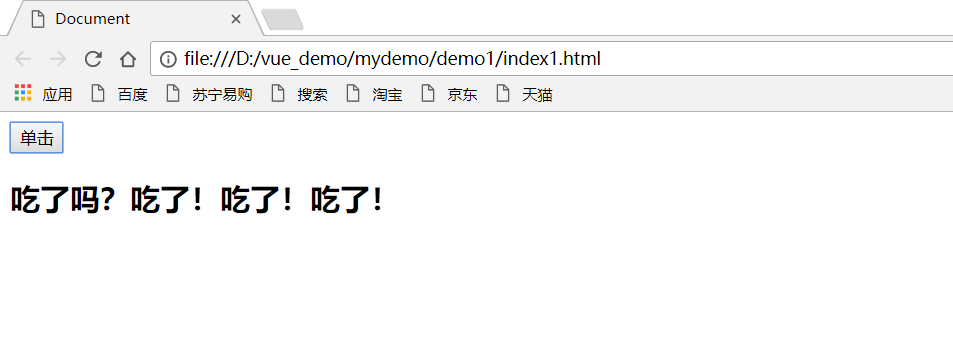 Document
file:///D:/vue_demo/mydemo/demo1/index1.html
应用 百度 苏宁易购 搜索 淘宝 京东 天猫
单击
吃了吗？吃了！吃了！吃了！